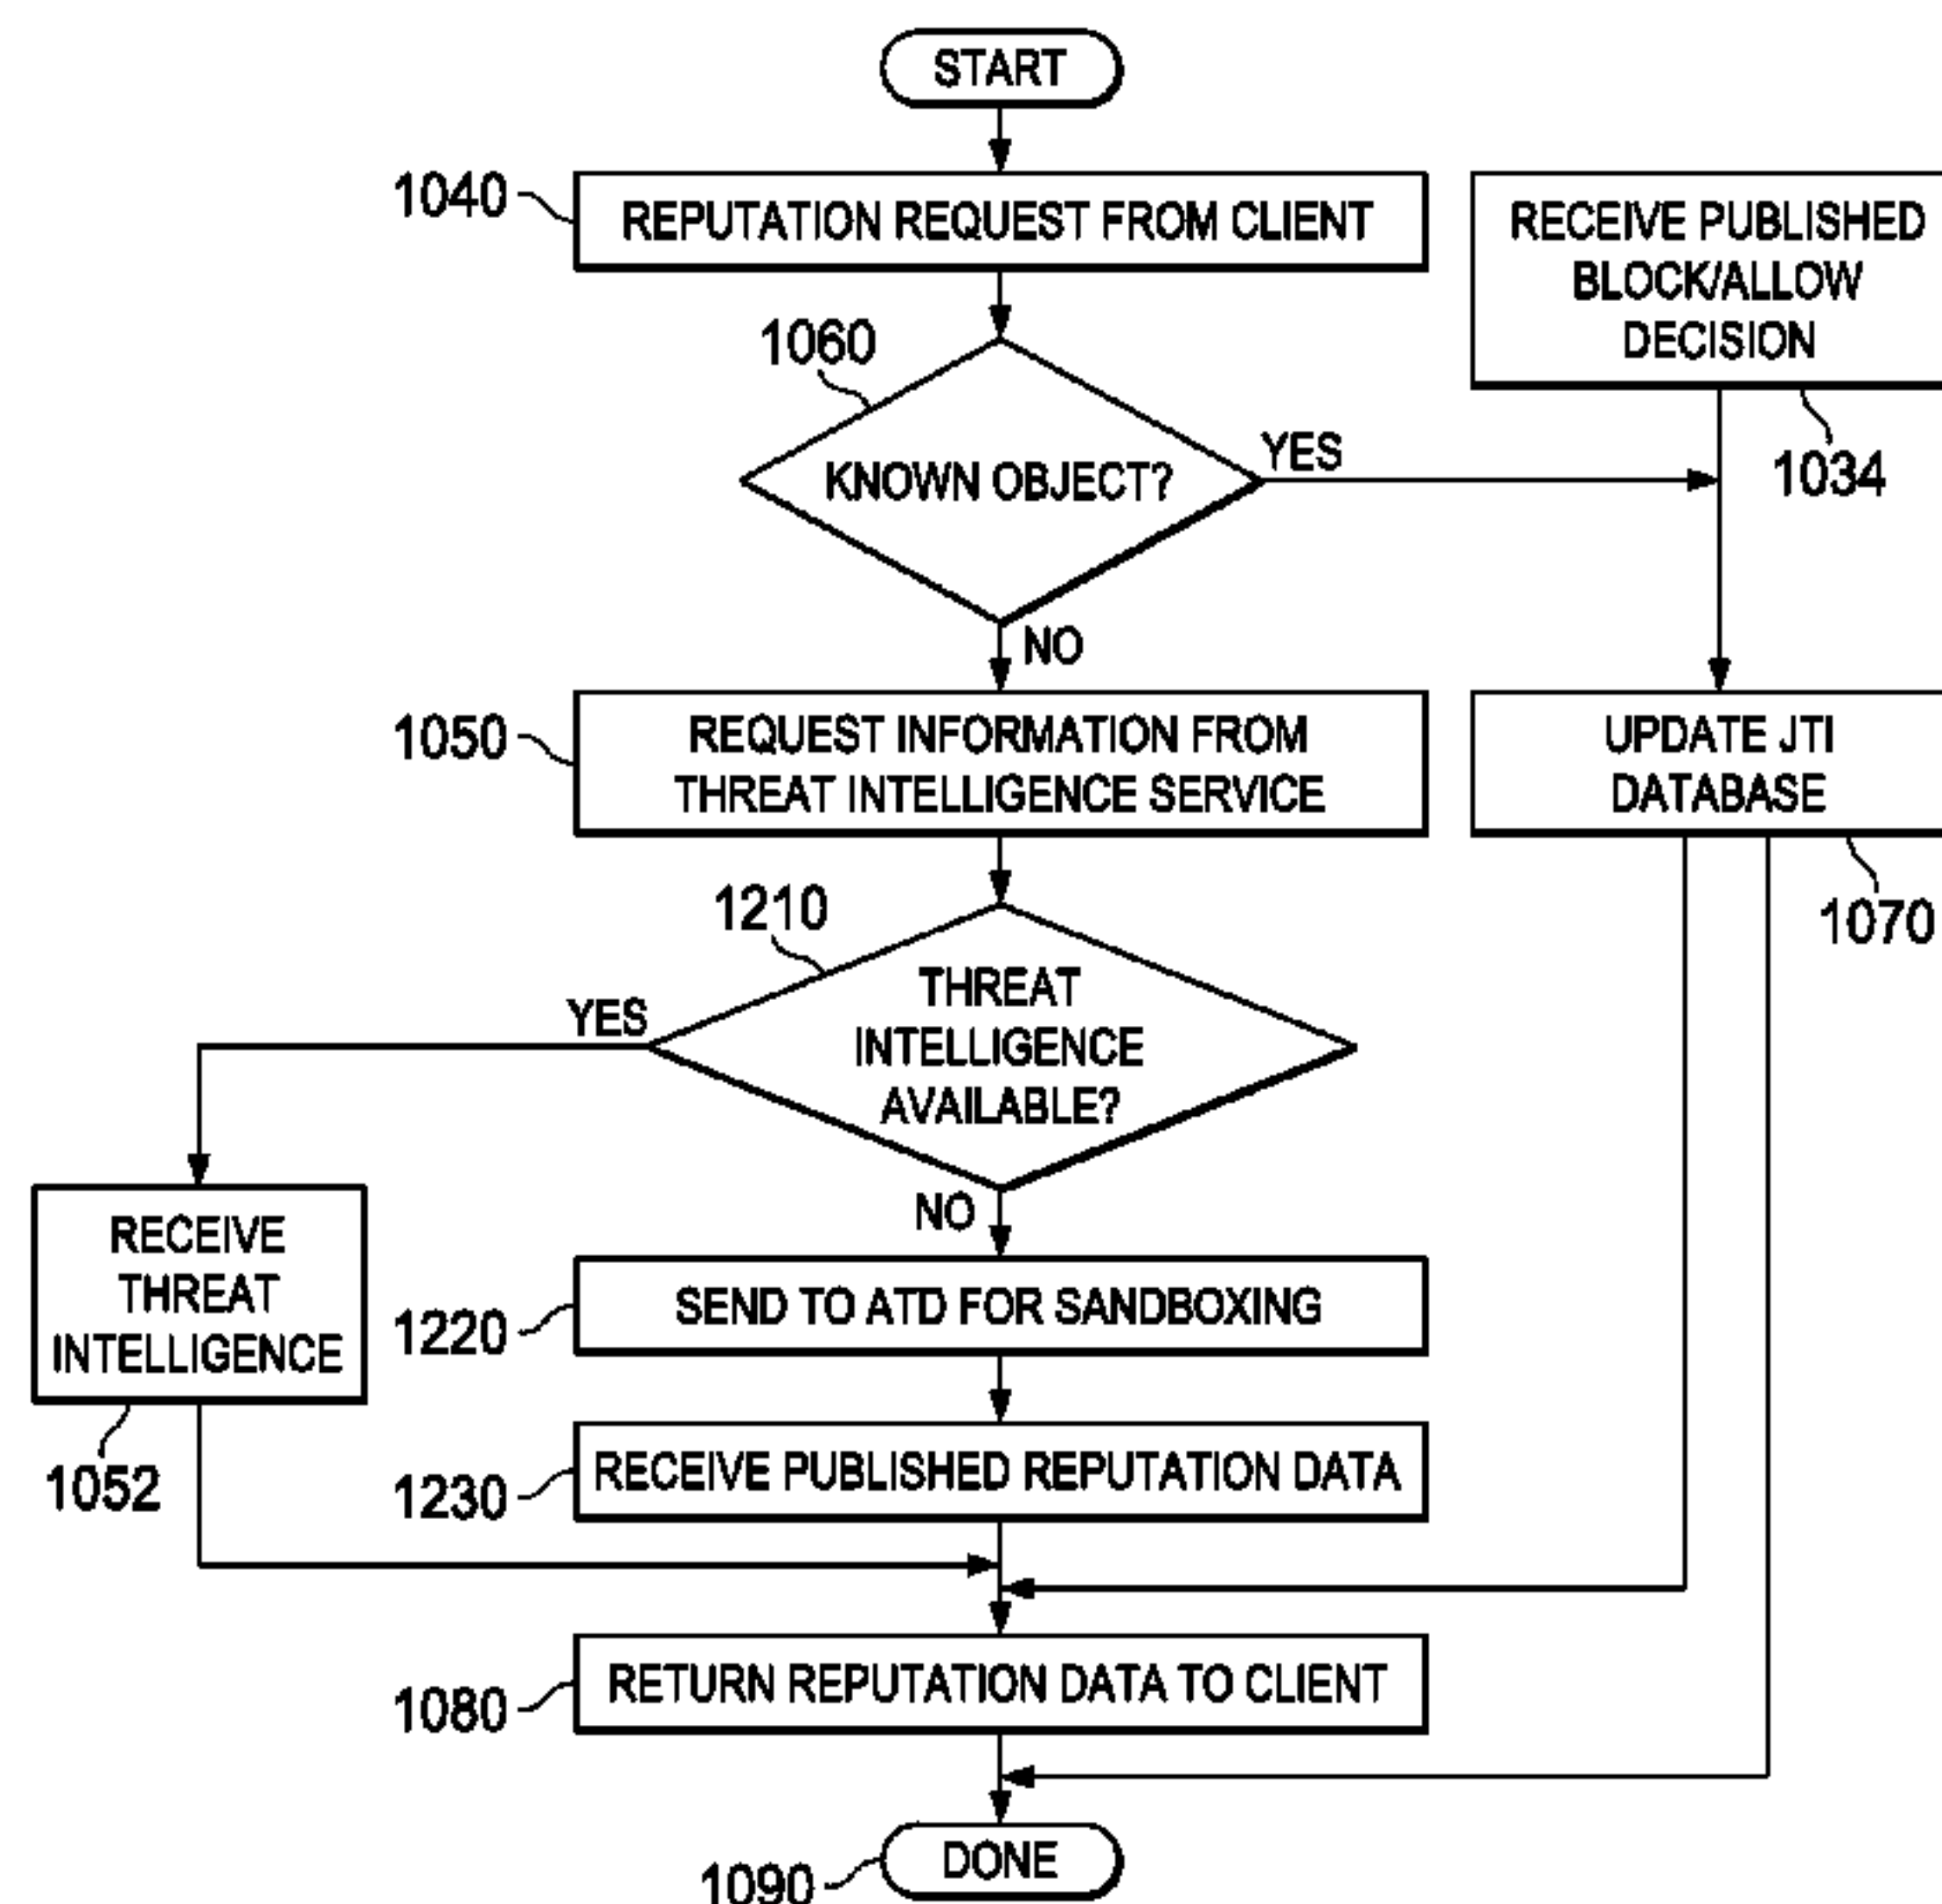 START
1040
REPUTATION REQUEST FROM CLIENT
RECEIVE PUBLISHED
BLOCK/ALLOW
DECISION
1034
1060
KNOWN OBJECT?
YES
NO
1050
REQUEST INFORMATION FROM
THREAT INTELLIGENCE SERVICE
UPDATE JTI
DATABASE
1070
1210
THREAT
INTELLIGENCE
AVAILABLE?
YES
NO
RECEIVE
THREAT
INTELLIGENCE
1052
1220
SEND TO ATD FOR SANDBOXING
1230
RECEIVE PUBLISHED REPUTATION DATA
1080
RETURN REPUTATION DATA TO CLIENT
1090
DONE